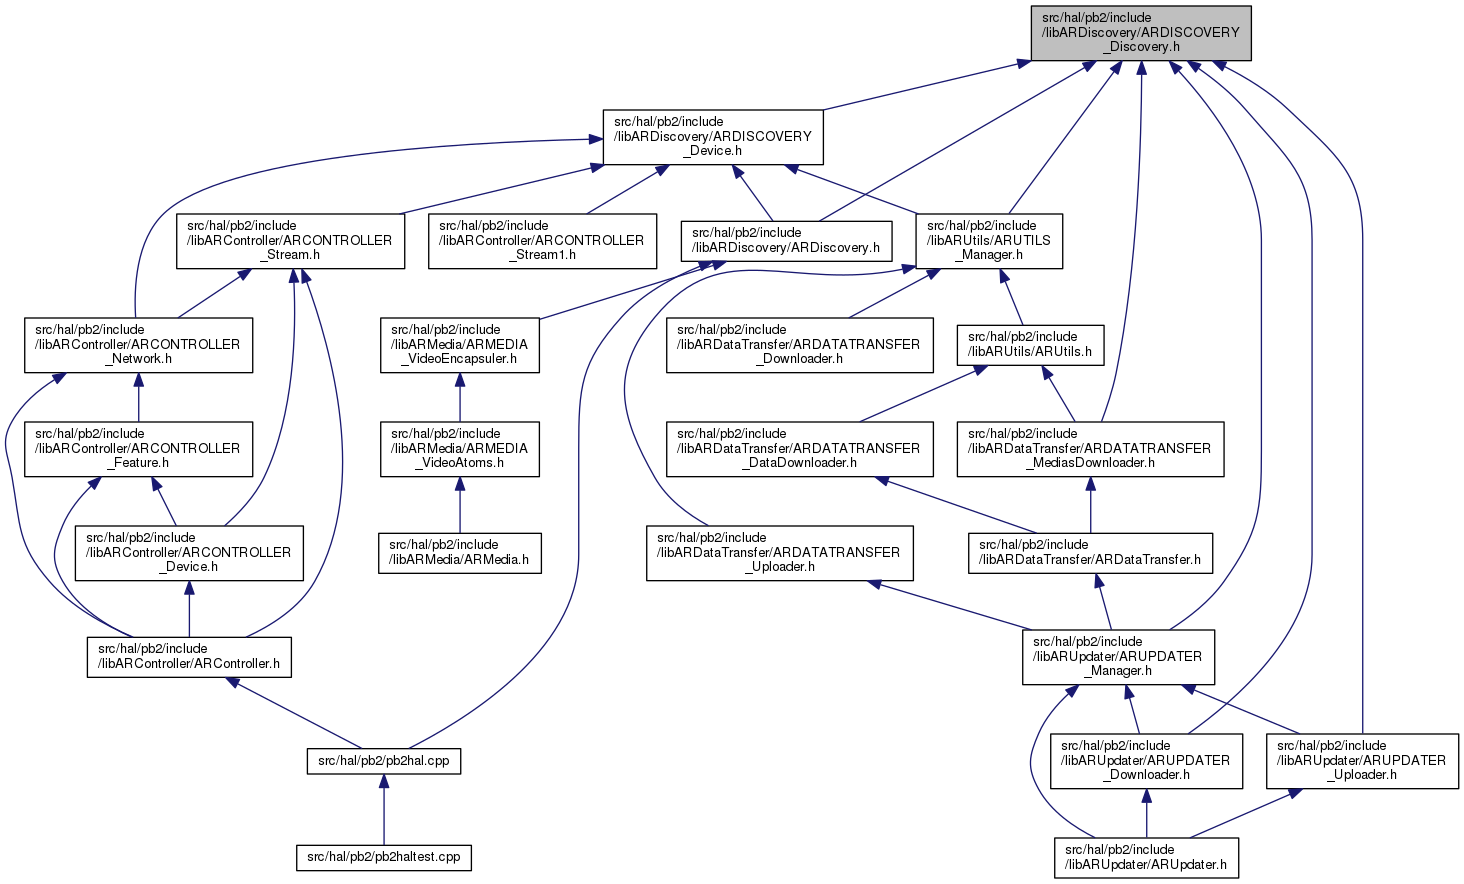 src/hal/pb2/include
/libARDiscovery/ARDISCOVERY
_Discovery.h
src/hal/pb2/include
/libARDiscovery/ARDISCOVERY
_Device.h
src/hal/pb2/include
/libARController/ARCONTROLLER
_Stream.h
src/hal/pb2/include
/libARController/ARCONTROLLER
_Stream1.h
src/hal/pb2/include
/libARDiscovery/ARDiscovery.h
src/hal/pb2/include
/libARUtils/ARUTILS
_Manager.h
src/hal/pb2/include
/libARController/ARCONTROLLER
_Network.h
src/hal/pb2/include
/libARMedia/ARMEDIA
_VideoEncapsuler.h
src/hal/pb2/include
/libARDataTransfer/ARDATATRANSFER
_Downloader.h
src/hal/pb2/include
/libARUtils/ARUtils.h
src/hal/pb2/include
/libARController/ARCONTROLLER
_Feature.h
src/hal/pb2/include
/libARMedia/ARMEDIA
_VideoAtoms.h
src/hal/pb2/include
/libARDataTransfer/ARDATATRANSFER
_DataDownloader.h
src/hal/pb2/include
/libARDataTransfer/ARDATATRANSFER
_MediasDownloader.h
src/hal/pb2/include
/libARController/ARCONTROLLER
_Device.h
src/hal/pb2/include
/libARMedia/ARMedia.h
src/hal/pb2/include
/libARDataTransfer/ARDATATRANSFER
_Uploader.h
src/hal/pb2/include
/libARDataTransfer/ARDataTransfer.h
src/hal/pb2/include
/libARController/ARController.h
src/hal/pb2/include
/libARUpdater/ARUPDATER
_Manager.h
src/hal/pb2/pb2hal.cpp
src/hal/pb2/include
/libARUpdater/ARUPDATER
_Downloader.h
src/hal/pb2/include
/libARUpdater/ARUPDATER
_Uploader.h
src/hal/pb2/pb2haltest.cpp
src/hal/pb2/include
/libARUpdater/ARUpdater.h